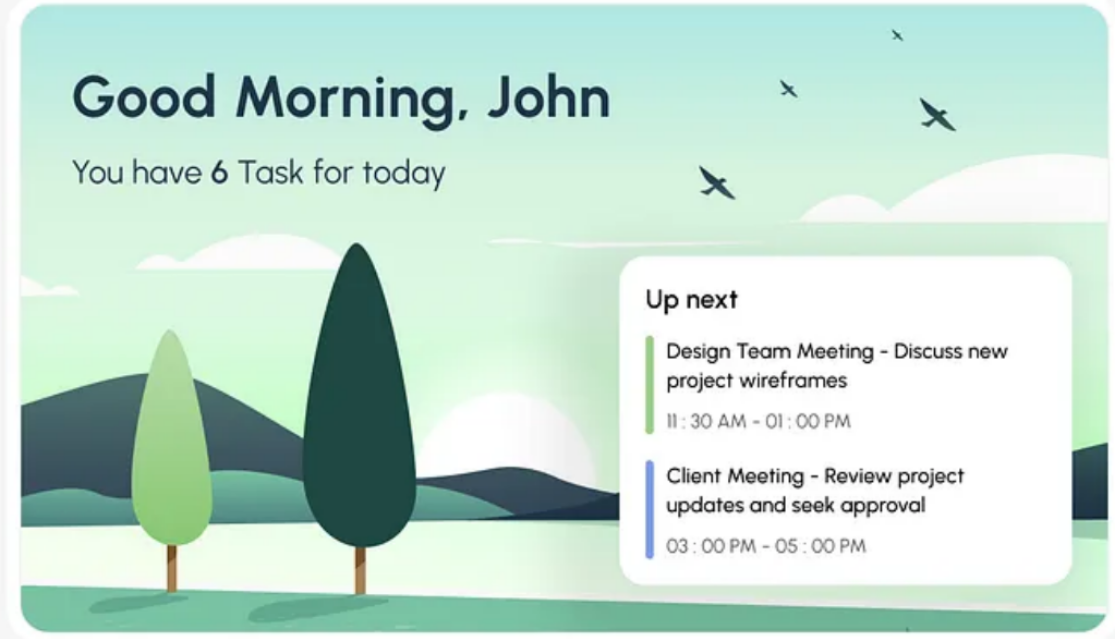 Good Morning, John
You have 6 Task for today
Up next
Design Team Meeting - Discuss new
project wireframes
11 : 30 AM - 01 : 00 PM
Client Meeting - Review project
updates and seek approval
03 : 00 PM - 05 : 00 PM